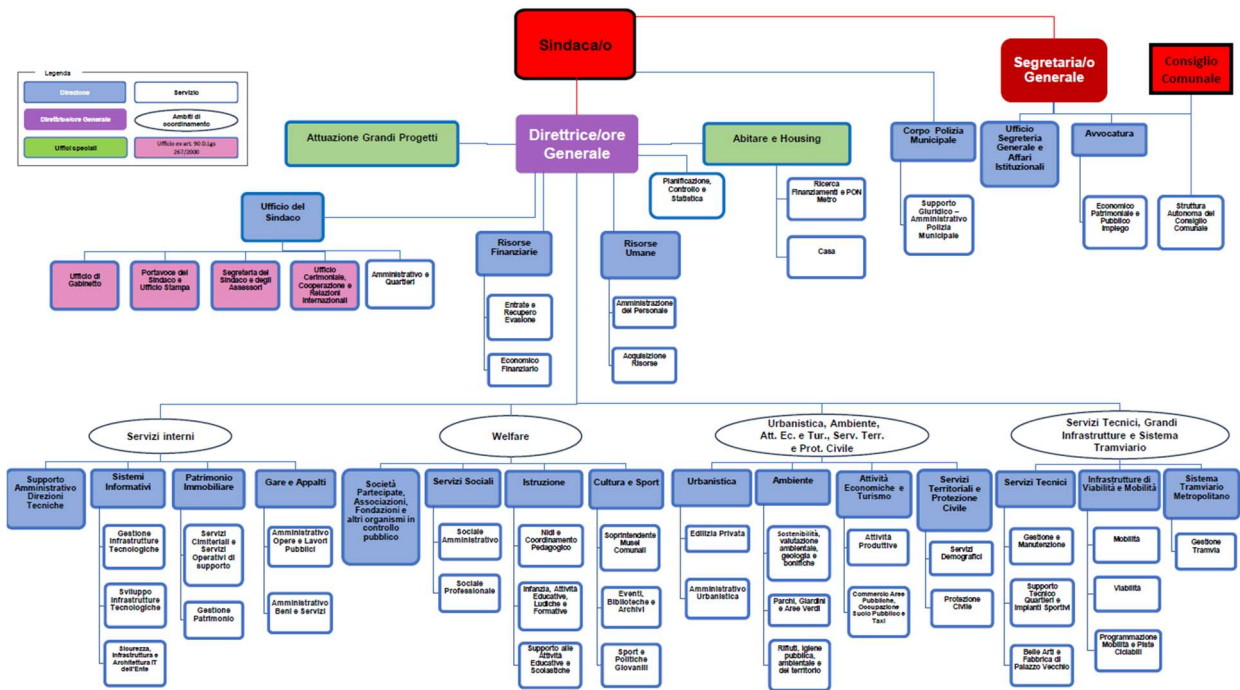 Sindaca/o
Segretaria/o
Generale
Consiglio
Comunale
Legenda
Direzione
Servizio
Direttrice/ore Generale
Ambiti di
coordinamento
Uffici speciali
Ufficio ex art. 90 D.Lgs
267/2000
Attuazione Grandi Progetti
Direttrice/ore
Generale
Abitare e Housing
Corpo Polizia
Municipale
Ufficio
Segreteria
Generale e
Affari
Istituzionali
Avvocatura
Pianificazione,
Controllo e
Statistica
Ricerca
Finanziamenti e PON
Metro
Casa
Supporto
Giuridico –
Amministrativo
Polizia
Municipale
Economico
Patrimoniale e
Pubblico
Impiego
Struttura
Autonoma del
Consiglio
Comunale
Ufficio del
Sindaco
Ufficio di
Gabinetto
Portavoce del
Sindaco e
Ufficio Stampa
Segreteria del
Sindaco e degli
Assessori
Ufficio
Cerimoniale,
Cooperazione e
Relazioni
Internazionali
Amministrativo e
Quartieri
Risorse
Finanziarie
Entrate e
Recupero
Evasione
Economico
Finanziario
Risorse
Umane
Amministrazione
del Personale
Acquisizione
Risorse
Servizi interni
Welfare
Urbanistica, Ambiente,
Att. Ec. e Tur., Serv. Terr.
e Prot. Civile
Servizi Tecnici, Grandi
Infrastrutture e Sistema
Tramviario
Supporto
Amministrativo
Direzioni
Tecniche
Sistemi
Informativi
Gestione
Infrastrutture
Tecnologiche
Sviluppo
Infrastrutture
Tecnologiche
Sicurezza,
Infrastruttura e
Architettura IT
dell'Ente
Patrimonio
Immobiliare
Servizi
Cimiteriali e
Servizi
Operativi di
supporto
Gestione
Patrimonio
Gare e Appalti
Amministrativo
Opere e Lavori
Pubblici
Amministrativo
Beni e Servizi
Società
Partecipate,
Associazioni,
Fondazioni e
altri organismi in
controllo
pubblico
Servizi Sociali
Sociale
Amministrativo
Sociale
Professionale
Istruzione
Nidi e
Coordinamento
Pedagogico
Infanzia, Attività
Educative,
Ludiche e
Formative
Supporto alle
Attività
Educative e
Scolastiche
Cultura e Sport
Soprintendente
Musei
Comunali
Eventi,
Biblioteche e
Archivi
Sport e
Politiche
Giovanili
Urbanistica
Edilizia Privata
Amministrativo
Urbanistica
Ambiente
Sostenibilità,
valutazione
ambientale,
geologia e
bonifiche
Parchi, Giardini
e Aree Verdi
Rifiuti, igiene
pubblica,
ambientale e
del territorio
Attività
Economiche e
Turismo
Attività
Produttive
Commercio Aree
Pubbliche,
Occupazione
Suolo Pubblico e
Taxi
Servizi
Territoriali e
Protezione
Civile
Servizi
Demografici
Protezione
Civile
Servizi Tecnici
Gestione e
Manutenzione
Supporto
Tecnico
Quartieri e
Impianti Sportivi
Belle Arti e
Fabbrica di
Palazzo Vecchio
Infrastrutture di
Viabilità e Mobilità
Mobilità
Viabilità
Programmazione
Mobilità e Piste
Ciclabili
Sistema
Tramviario
Metropolitano
Gestione
Tramvia